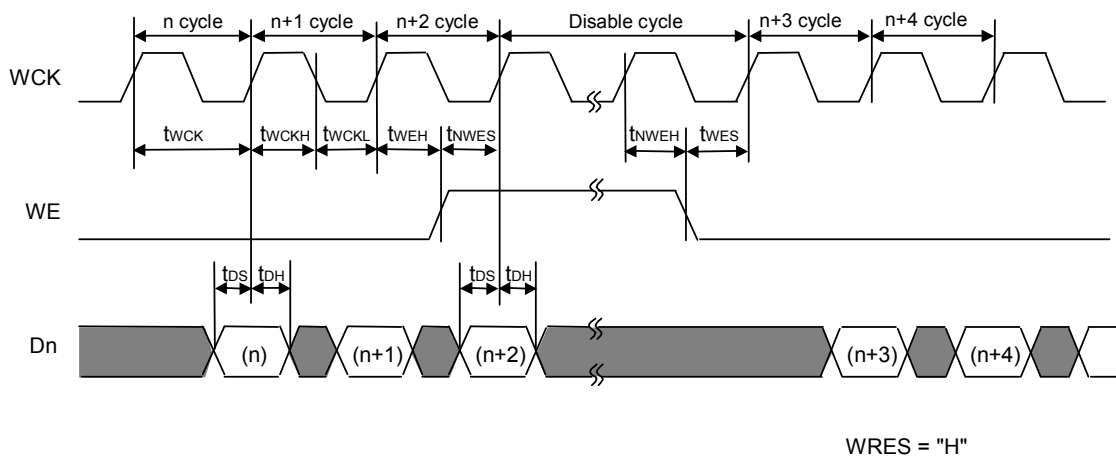 n cycle n+1 cycle n+2 cycle Disable cycle n+3 cycle n+4 cycle
WCK
tWCK tWCKH tWCKL tWEH tNWES tNWEH tWES
WE
tDS tDH tDS tDH
Dn (n) (n+1) (n+2) (n+3) (n+4)
WRES = "H"